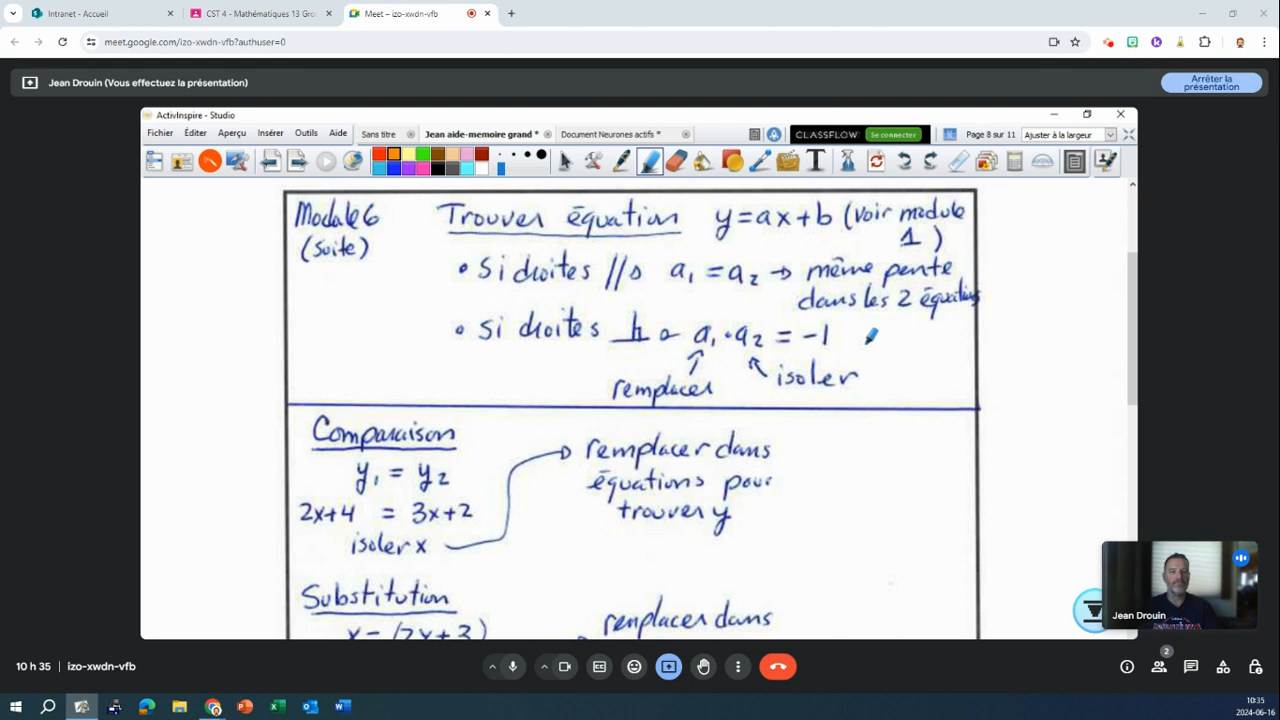 Intranet - Accueil
CST 4 - Mathématiques 13 Gro
Meet – izo-xwdn-vfb
meet.google.com/izo-xwdn-vfb?authuser=0
Jean Drouin (Vous effectuez la présentation)
Arrêter la présentation
ActivInspire - Studio
Fichier Éditer Aperçu Insérer Outils Aide
Sans titre
Jean aide-memoire grand *
Document Neurones actifs *
CLASSFLOW Se connecter
Page 8 sur 11
Ajuster à la largeur
Module 6 Trouver équation y=ax+b (voir module
(suite) 1)
• si droites // a₁ = a₂ → même pente
dans les 2 équations
• si droites ⊥ a₁ · a₂ = -1
remplacer isoler
Comparaison
y₁ = y₂
2x+4 = 3x+2
isoler x
remplacer dans
équations pour
trouver y
Substitution
x - (2x+3)
remplacer dans
Jean Drouin
10 h 35 | izo-xwdn-vfb
2
10:35
2024-06-16